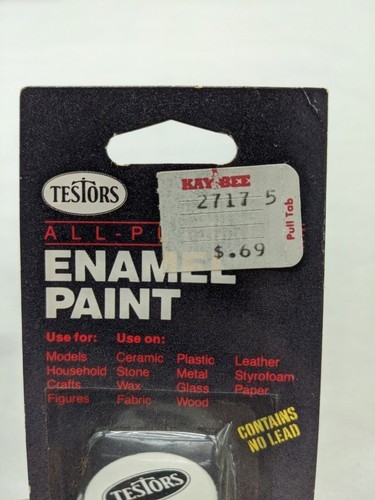 TESTORS
KAY BEE
2717 5
$.69
Pull Tab
ALL-PU
ENAMEL
PAINT
Use for: Use on:
Models Ceramic Plastic Leather
Household Stone Metal Styrofoam
Crafts Wax Glass Paper
Figures Fabric Wood
CONTAINS
NO LEAD
TESTORS